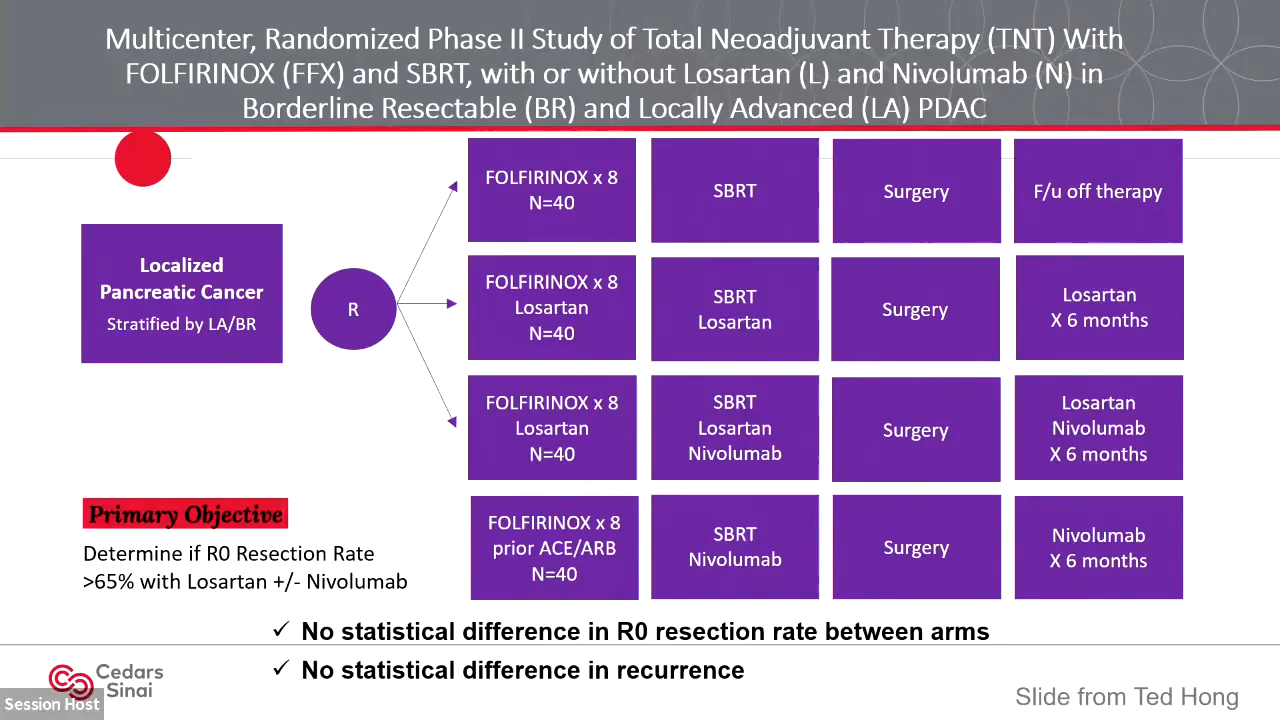 Multicenter, Randomized Phase II Study of Total Neoadjuvant Therapy (TNT) With
FOLFIRINOX (FFX) and SBRT, with or without Losartan (L) and Nivolumab (N) in
Borderline Resectable (BR) and Locally Advanced (LA) PDAC
Localized
Pancreatic Cancer
Stratified by LA/BR
R
FOLFIRINOX x 8
N=40
SBRT
Surgery
F/u off therapy
FOLFIRINOX x 8
Losartan
N=40
SBRT
Losartan
Surgery
Losartan
X 6 months
FOLFIRINOX x 8
Losartan
N=40
SBRT
Losartan
Nivolumab
Surgery
Losartan
Nivolumab
X 6 months
FOLFIRINOX x 8
prior ACE/ARB
N=40
SBRT
Nivolumab
Surgery
Nivolumab
X 6 months
Primary Objective
Determine if R0 Resection Rate
>65% with Losartan +/- Nivolumab
✓ No statistical difference in R0 resection rate between arms
✓ No statistical difference in recurrence
Cedars
Sinai
Session Host
Slide from Ted Hong